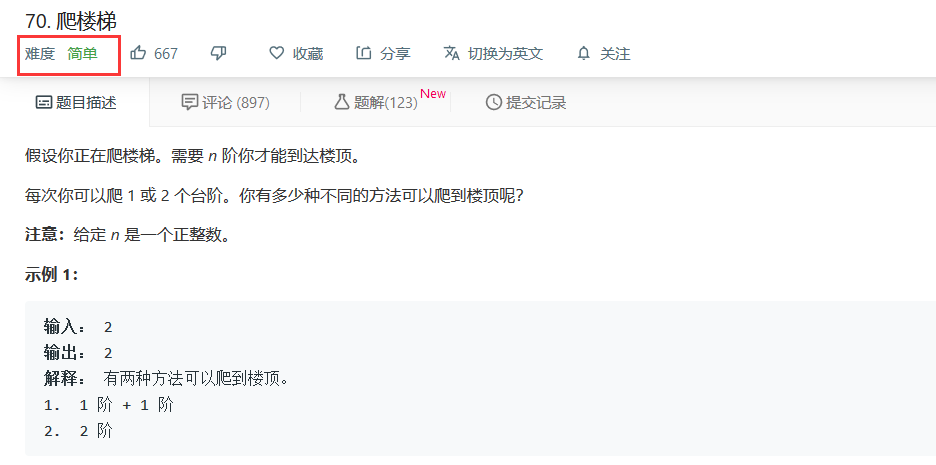 70. 爬楼梯
难度 简单 667 收藏 分享 切换为英文 关注
题目描述 评论 (897) 题解(123) New 提交记录
假设你正在爬楼梯。需要 n 阶你才能到达楼顶。
每次你可以爬 1 或 2 个台阶。你有多少种不同的方法可以爬到楼顶呢?
注意：给定 n 是一个正整数。
示例 1：
输入： 2
输出： 2
解释： 有两种方法可以爬到楼顶。
1. 1 阶 + 1 阶
2. 2 阶